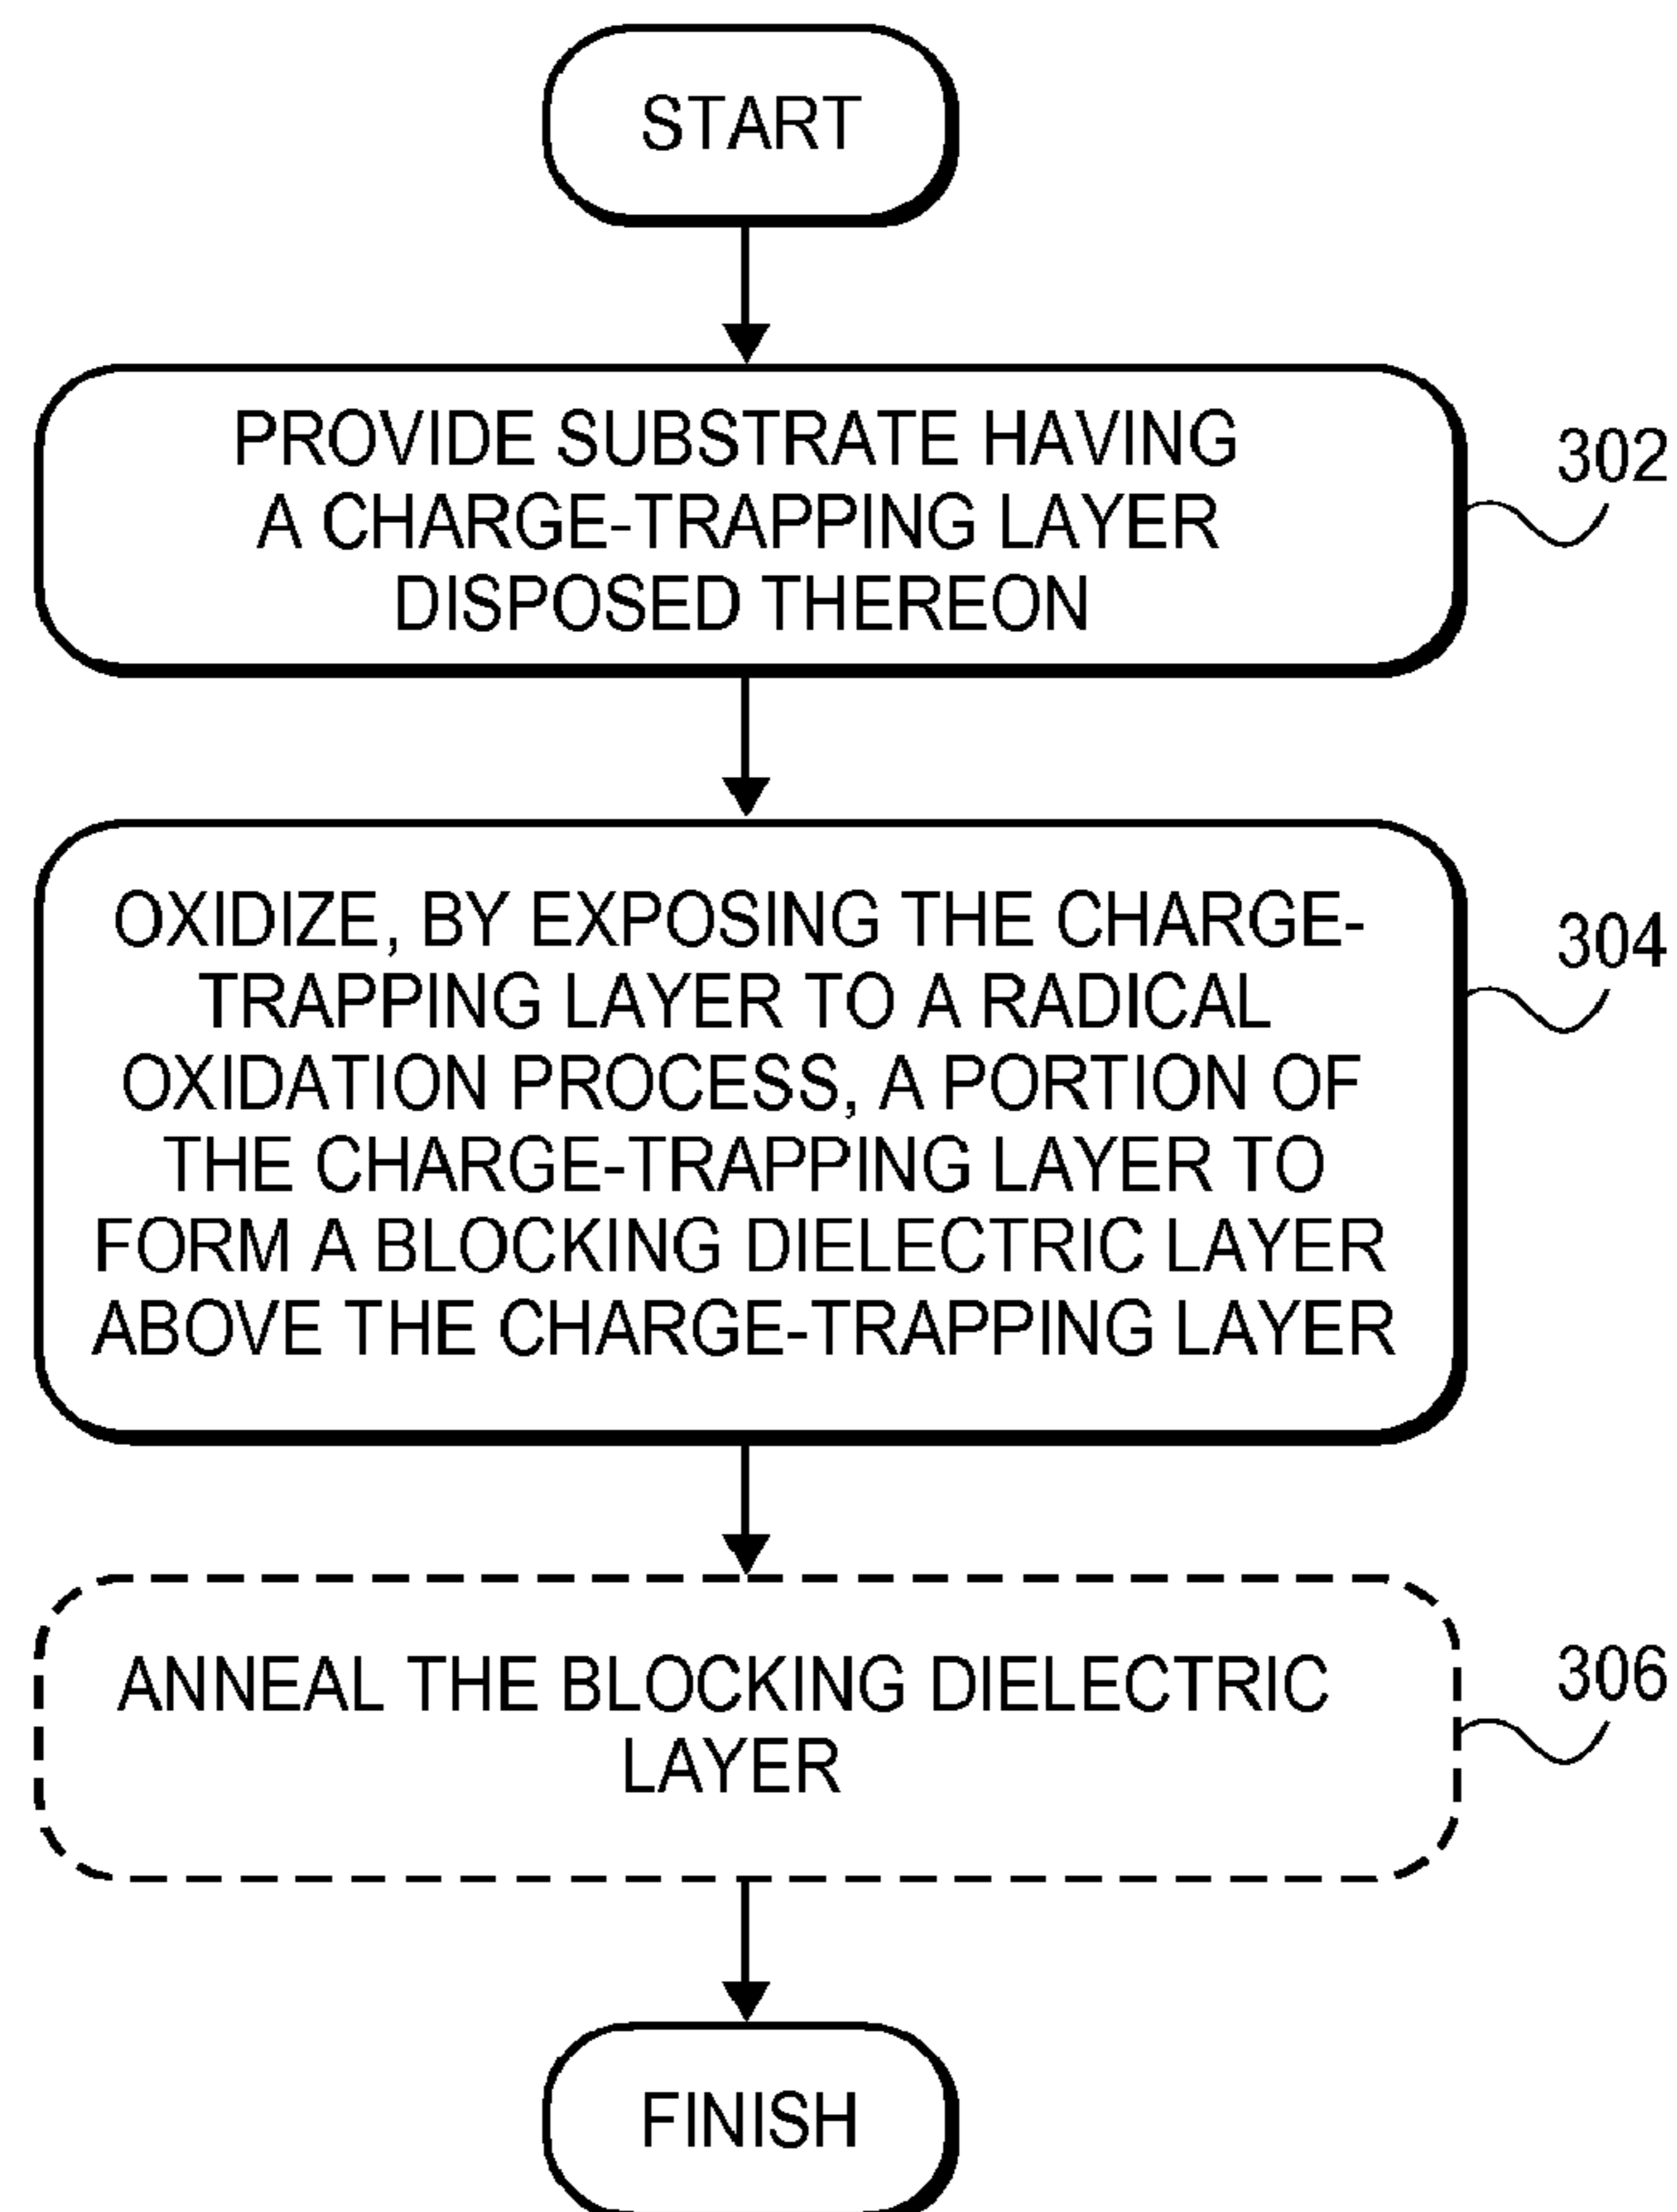 START
PROVIDE SUBSTRATE HAVING
A CHARGE-TRAPPING LAYER
DISPOSED THEREON
302
OXIDIZE, BY EXPOSING THE CHARGE-
TRAPPING LAYER TO A RADICAL
OXIDATION PROCESS, A PORTION OF
THE CHARGE-TRAPPING LAYER TO
FORM A BLOCKING DIELECTRIC LAYER
ABOVE THE CHARGE-TRAPPING LAYER
304
ANNEAL THE BLOCKING DIELECTRIC
LAYER
306
FINISH